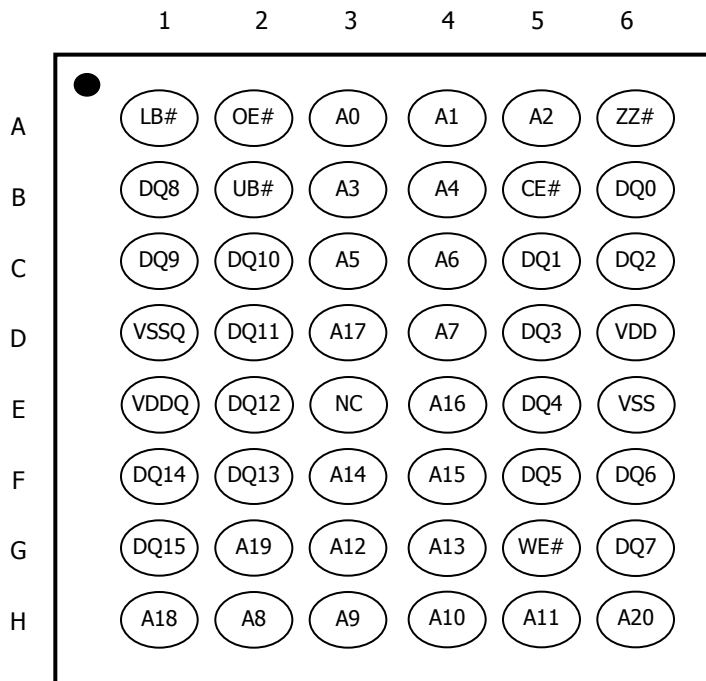 1 2 3 4 5 6
A LB# OE# A0 A1 A2 ZZ#
B DQ8 UB# A3 A4 CE# DQ0
C DQ9 DQ10 A5 A6 DQ1 DQ2
D VSSQ DQ11 A17 A7 DQ3 VDD
E VDDQ DQ12 NC A16 DQ4 VSS
F DQ14 DQ13 A14 A15 DQ5 DQ6
G DQ15 A19 A12 A13 WE# DQ7
H A18 A8 A9 A10 A11 A20